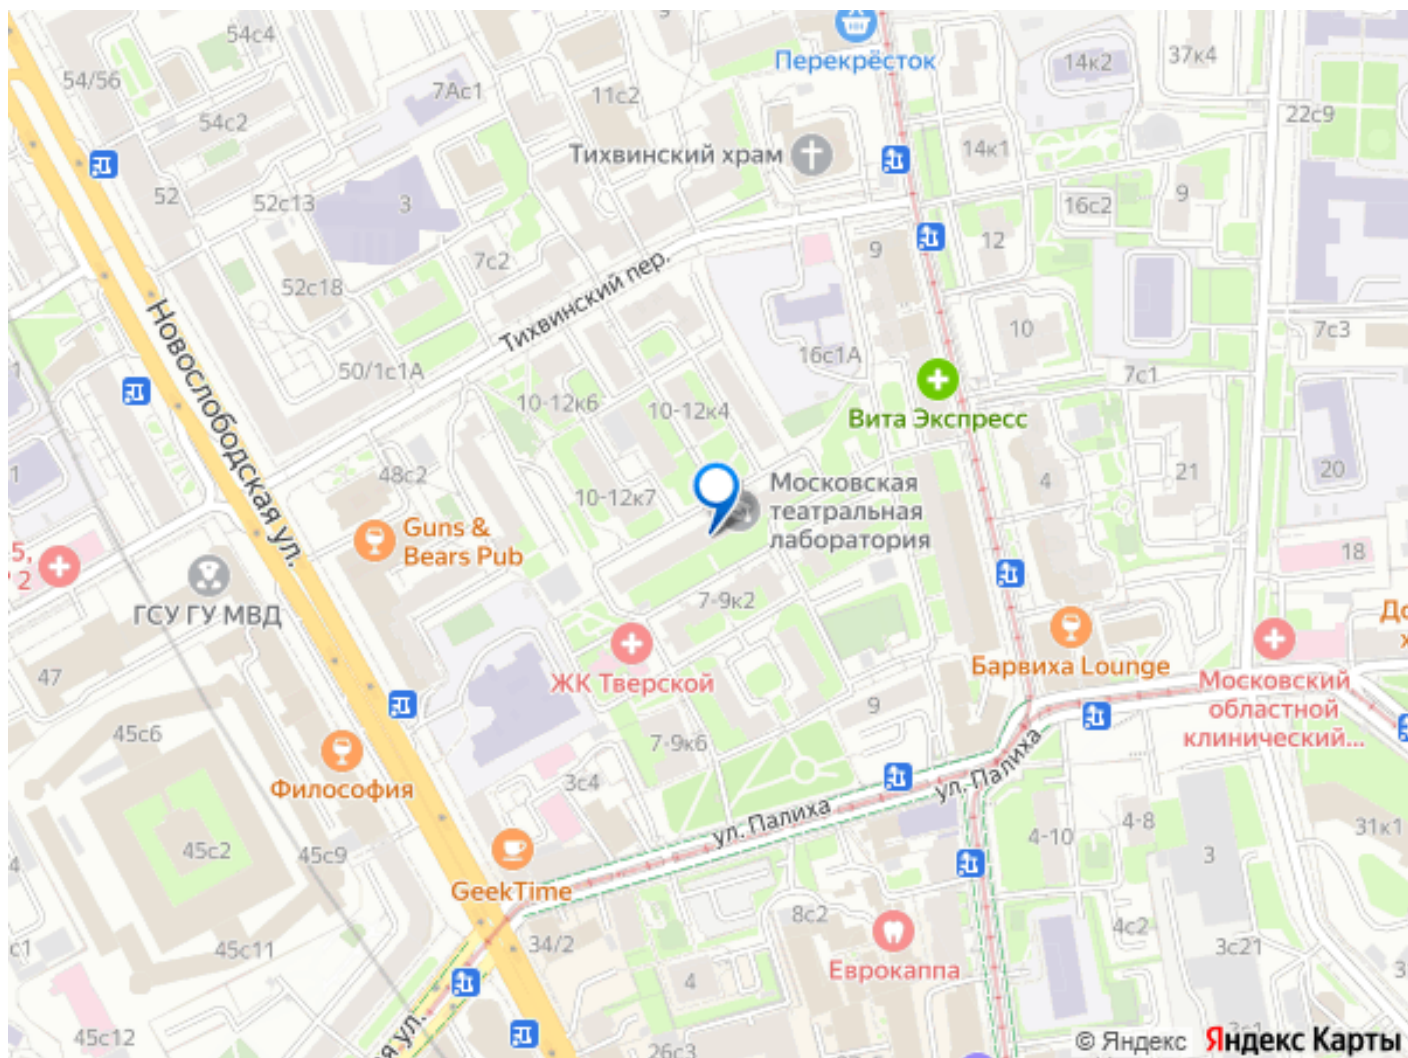 54с4
Перекрёсток
14к2
37к4
54/56
7Ас1
11с2
22с9
54с2
Тихвинский храм
14к1
52
52с13
3
16с2
9
7с2
9
12
52с18
Тихвинский пер.
Новослободская ул.
10
7с3
50/1с1А
16с1А
7с1
10-12к6
10-12к4
Вита Экспресс
48с2
4
21
20
10-12к7
Московская
театральная
лаборатория
Guns &
Bears Pub
5,
2
18
ГСУ ГУ МВД
7-9к2
47
ЖК Тверской
Барвиха Lounge
Московский
областной
клинический...
9
45с6
7-9к6
Философия
3с4
ул. Палиха
ул. Палиха
45с2
45с9
4-10
4-8
3
31к1
GeekTime
8с2
4с2
45с11
34/2
3с21
4
Еврокаппа
45с12
26с3
3с1
© Яндекс
Яндекс Карты